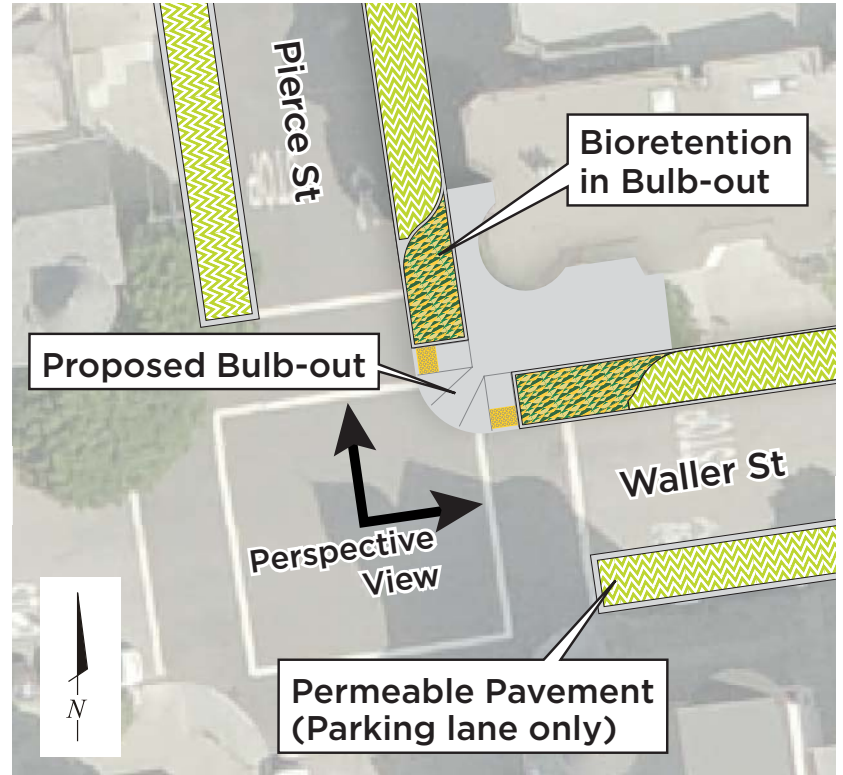 Pierce St
Bioretention
in Bulb-out
Proposed Bulb-out
Waller St
Perspective
View
N
Permeable Pavement
(Parking lane only)